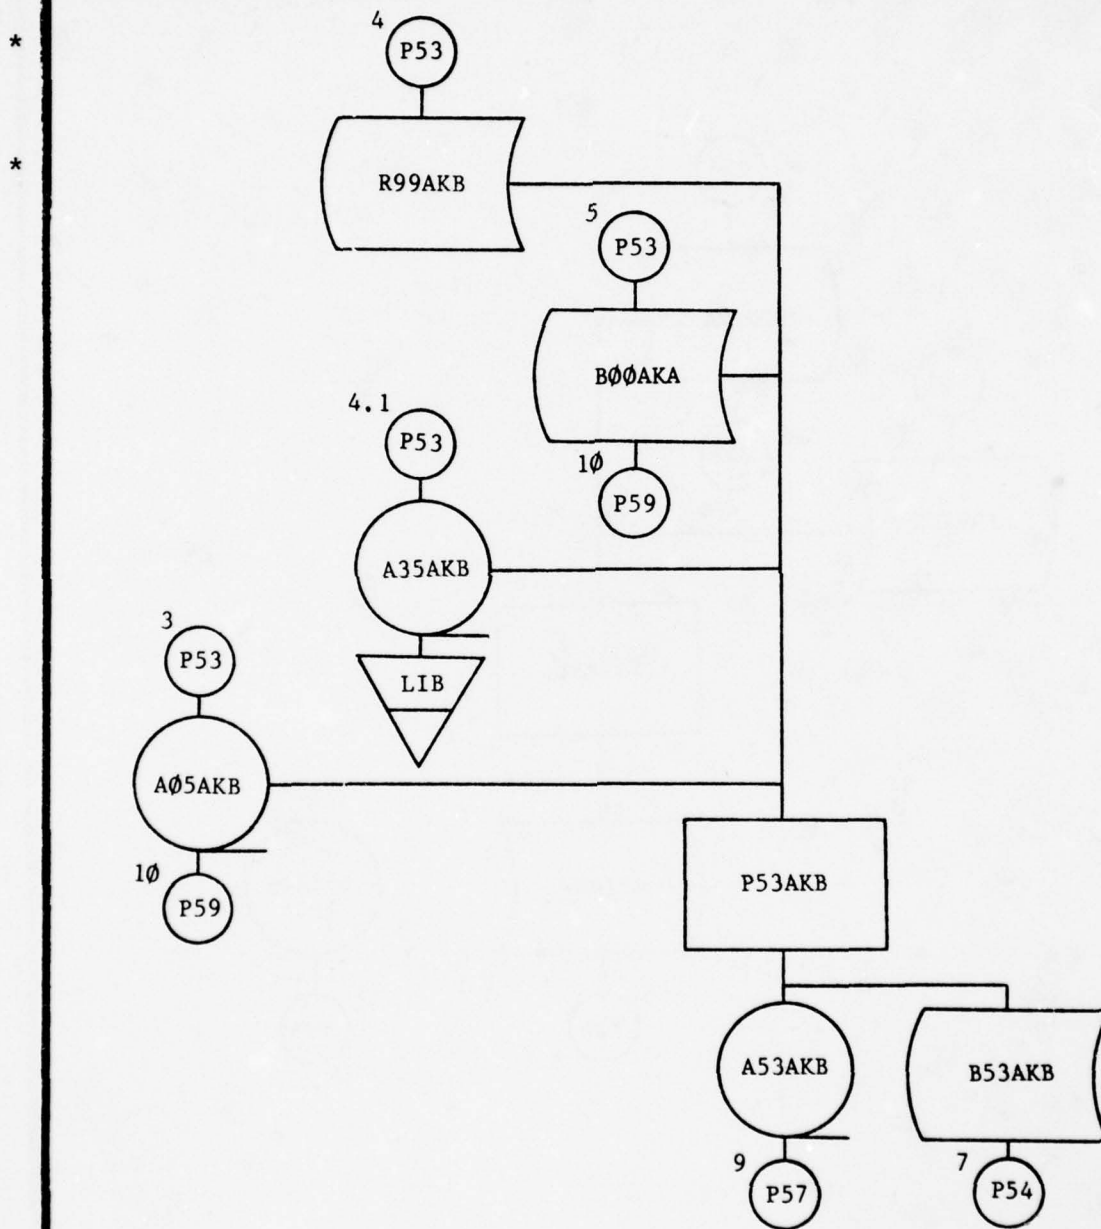 *
4
P53
*
R99AKB
5
P53
BØØAKA
4.1
P53
1Ø
P59
A35AKB
3
P53
LIB
AØ5AKB
P53AKB
1Ø
P59
A53AKB
B53AKB
9
P57
7
P54